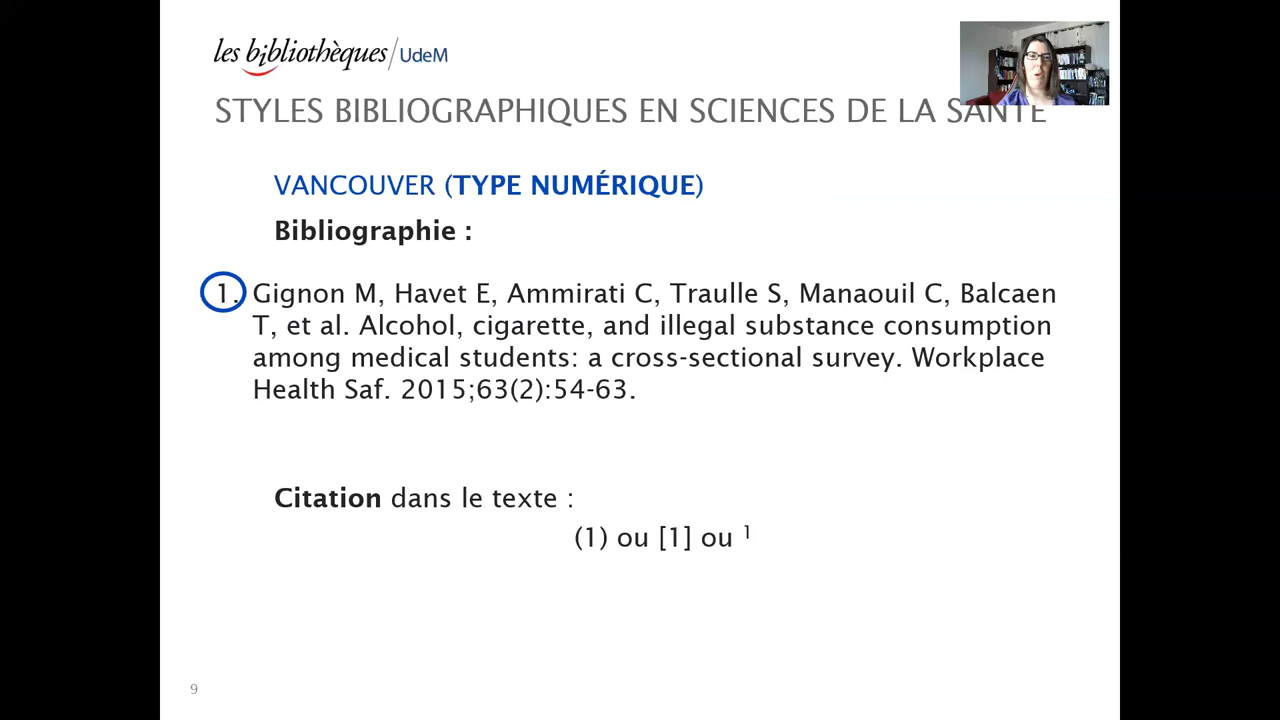 les bibliothèques/UdeM
STYLES BIBLIOGRAPHIQUES EN SCIENCES DE LA SANTÉ
VANCOUVER (TYPE NUMÉRIQUE)
Bibliographie :
1. Gignon M, Havet E, Ammirati C, Traulle S, Manaouil C, Balcaen
T, et al. Alcohol, cigarette, and illegal substance consumption
among medical students: a cross-sectional survey. Workplace
Health Saf. 2015;63(2):54-63.
Citation dans le texte :
(1) ou [1] ou ¹
9